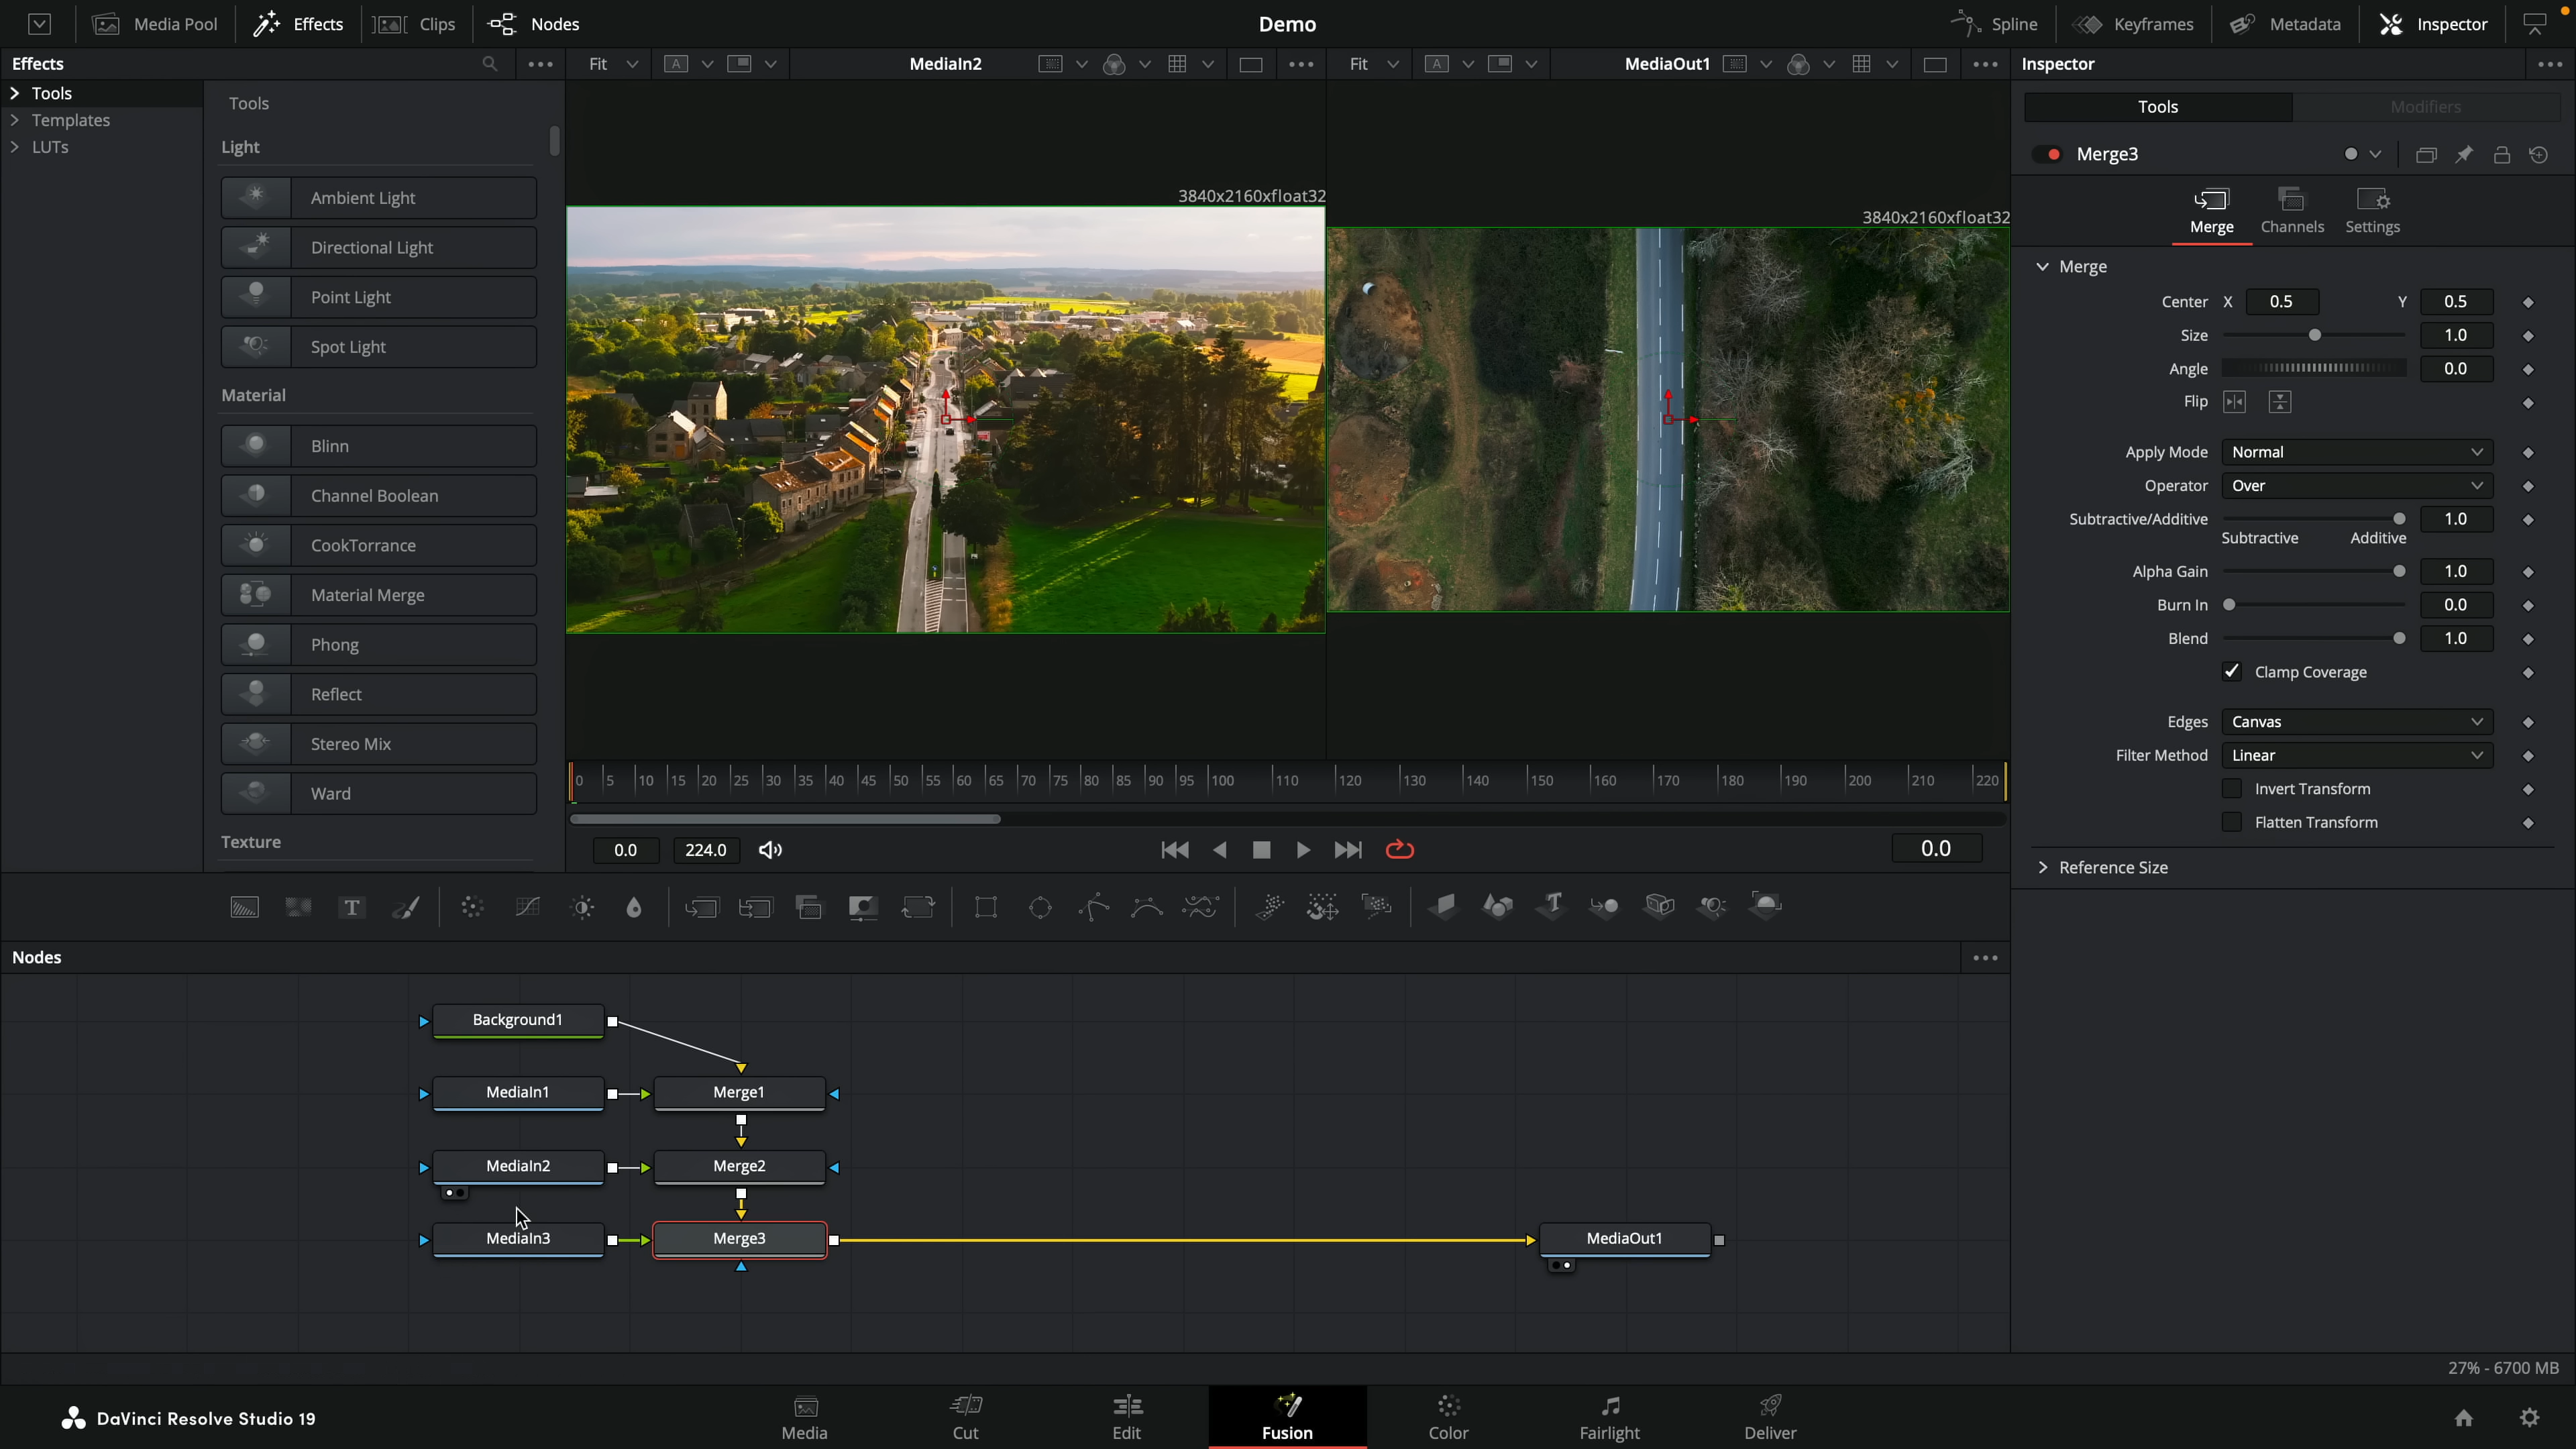 Media Pool
Effects
Clips
Nodes
Demo
Spline
Keyframes
Metadata
Inspector
Effects
Fit
A
MediaIn2
Fit
A
MediaOut1
Inspector
Tools
Templates
LUTs
Tools
Light
Ambient Light
Directional Light
Point Light
Spot Light
Material
Blinn
Channel Boolean
CookTorrance
Material Merge
Phong
Reflect
Stereo Mix
Ward
Texture
3840x2160xfloat32
3840x2160xfloat32
0 5 10 15 20 25 30 35 40 45 50 55 60 65 70 75 80 85 90 95 100 110 120 130 140 150 160 170 180 190 200 210 220
0.0 224.0
0.0
Tools Modifiers
Merge3
Merge Channels Settings
Merge
Center X 0.5 Y 0.5
Size 1.0
Angle 0.0
Flip
Apply Mode Normal
Operator Over
Subtractive/Additive 1.0
Subtractive Additive
Alpha Gain 1.0
Burn In 0.0
Blend 1.0
Clamp Coverage
Edges Canvas
Filter Method Linear
Invert Transform
Flatten Transform
Reference Size
T
T
Nodes
Background1
MediaIn1 Merge1
MediaIn2 Merge2
MediaIn3 Merge3 MediaOut1
27% - 6700 MB
DaVinci Resolve Studio 19
Media
Cut
Edit
Fusion
Color
Fairlight
Deliver